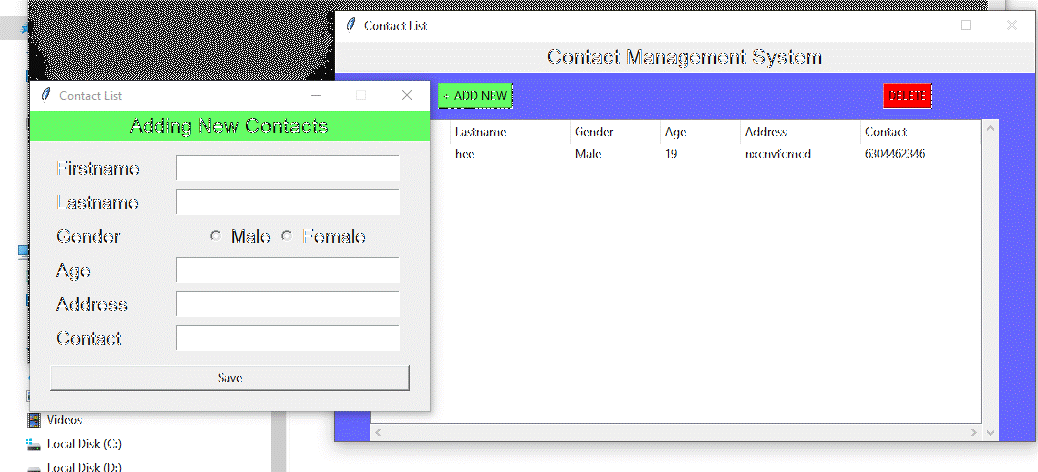 Contact List
Contact Management System
+ ADD NEW
DELETE
Lastname Gender Age Address Contact
hee Male 19 nxcnvfcrncd 6304462346
Contact List
Adding New Contacts
Firstname
Lastname
Gender Male Female
Age
Address
Contact
Save
Videos
Local Disk (C:)
Local Disk (D:)